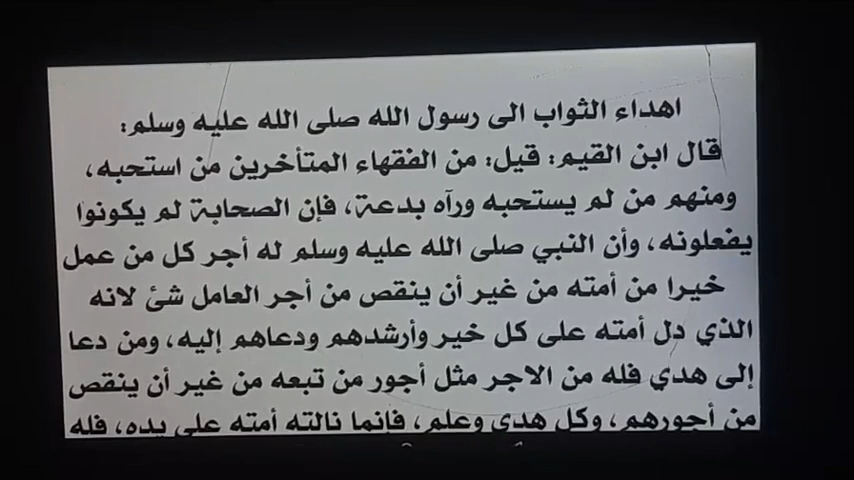 اهداء الثواب الى رسول الله صلى الله عليه وسلم:
قال ابن القيم: قيل: من الفقهاء المتأخرين من استحبه،
ومنهم من لم يستحبه ورآه بدعة، فإن الصحابة لم يكونوا
يفعلونه، وأن النبي صلى الله عليه وسلم له أجر كل من عمل
خيرا من أمته من غير أن ينقص من أجر العامل شئ لانه
الذي دل أمته على كل خير وأرشدهم ودعاهم إليه، ومن دعا
إلى هدي فله من الاجر مثل أجور من تبعه من غير أن ينقص
من أجورهم، وكل هدى وعلم، فإنما نالته أمته على يده، فله